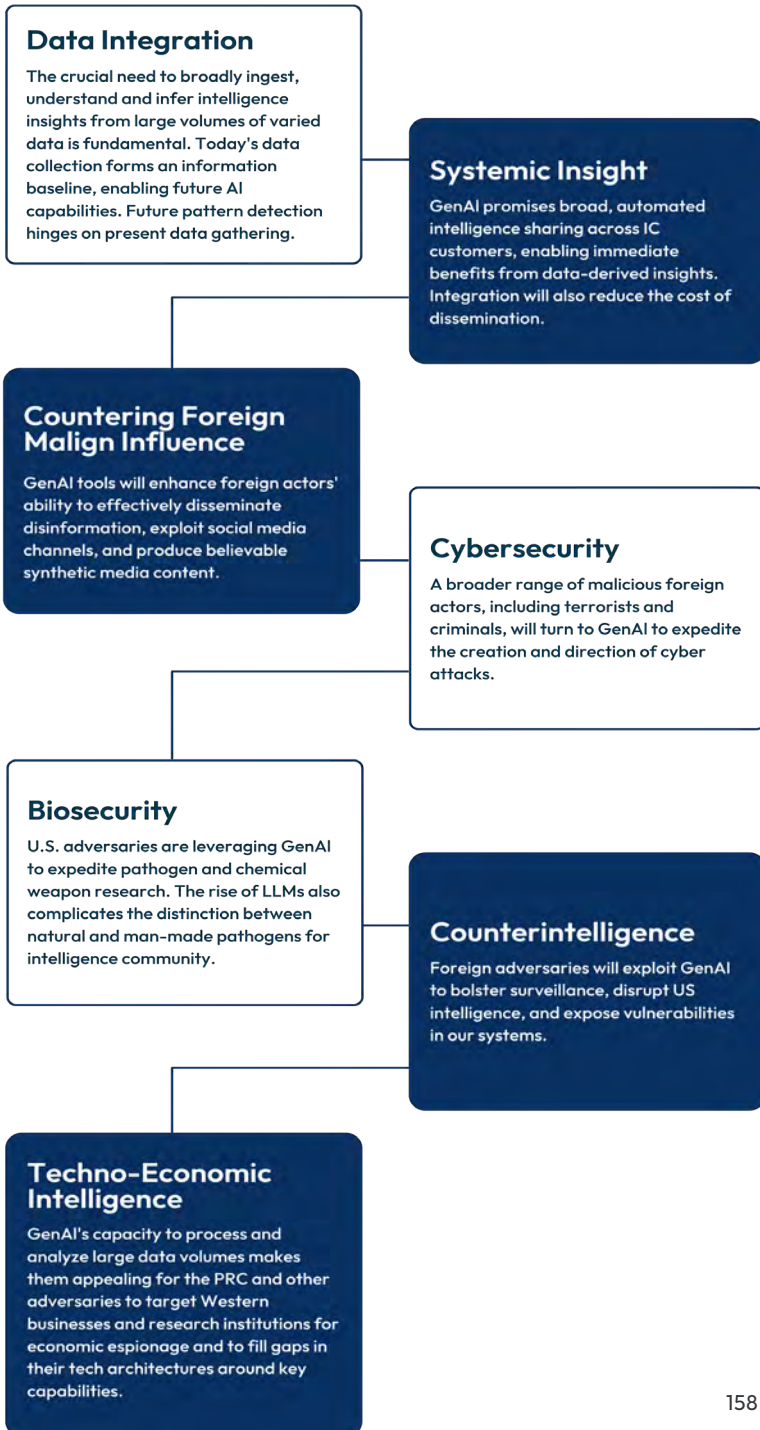 Data Integration
The crucial need to broadly ingest,
understand and infer intelligence
insights from large volumes of varied
data is fundamental. Today's data
collection forms an information
baseline, enabling future AI
capabilities. Future pattern detection
hinges on present data gathering.
Systemic Insight
GenAI promises broad, automated
intelligence sharing across IC
customers, enabling immediate
benefits from data-derived insights.
Integration will also reduce the cost of
dissemination.
Countering Foreign
Malign Influence
GenAI tools will enhance foreign actors'
ability to effectively disseminate
disinformation, exploit social media
channels, and produce believable
synthetic media content.
Cybersecurity
A broader range of malicious foreign
actors, including terrorists and
criminals, will turn to GenAI to expedite
the creation and direction of cyber
attacks.
Biosecurity
U.S. adversaries are leveraging GenAI
to expedite pathogen and chemical
weapon research. The rise of LLMs also
complicates the distinction between
natural and man-made pathogens for
intelligence community.
Counterintelligence
Foreign adversaries will exploit GenAI
to bolster surveillance, disrupt US
intelligence, and expose vulnerabilities
in our systems.
Techno-Economic
Intelligence
GenAI's capacity to process and
analyze large data volumes makes
them appealing for the PRC and other
adversaries to target Western
businesses and research institutions for
economic espionage and to fill gaps in
their tech architectures around key
capabilities.
158